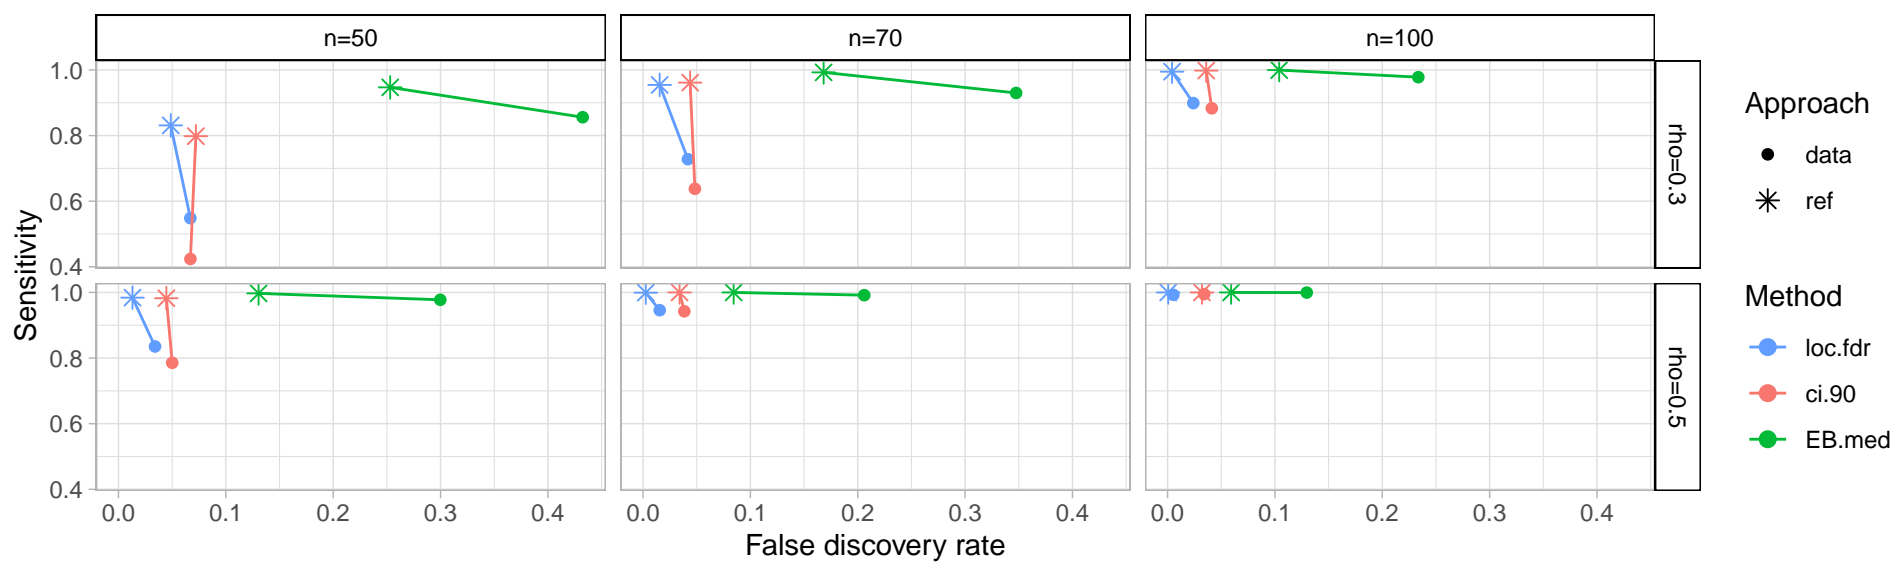 n=50 n=70 n=100
1.0
0.8
0.6
0.4
rho=0.3
1.0
0.8
0.6
0.4
rho=0.5
Sensitivity
0.0 0.1 0.2 0.3 0.4 0.0 0.1 0.2 0.3 0.4 0.0 0.1 0.2 0.3 0.4
False discovery rate
Approach
data
ref
Method
loc.fdr
ci.90
EB.med